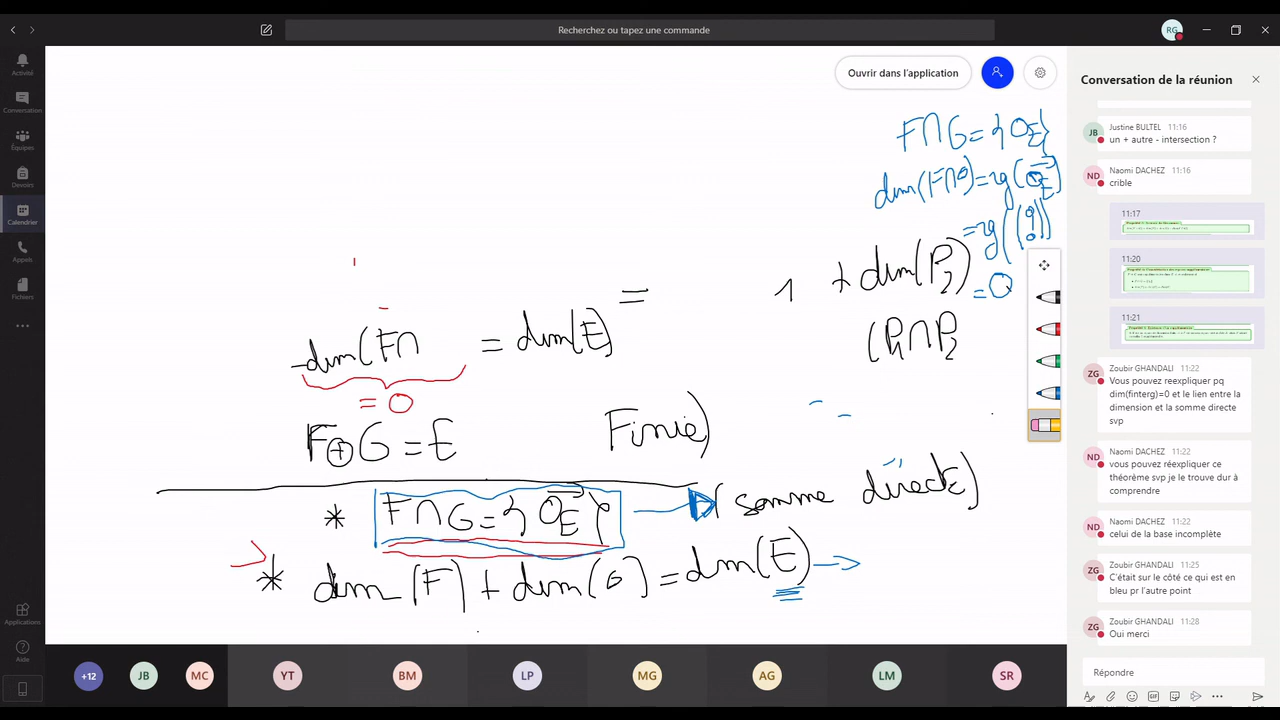 Recherchez ou tapez une commande
RG
Activité
Conversation
Équipes
Devoirs
Calendrier
Appels
Fichiers
Applications
Aide
Ouvrir dans l'application
F∩G = {0E}
= rg(
= 0
= 1 + dim(P2)
-dim(F∩ = dim(E)
(P1∩P2
= 0
F⊕G = E Finie)
* F∩G = {0E} → (somme directe)
* dim (F) + dim(G) = dim(E) →
+12
JB
MC
YT
BM
LP
MG
AG
LM
SR
Conversation de la réunion
JB
Justine BULTEL 11:16
un + autre - intersection ?
ND
Naomi DACHEZ 11:16
crible
11:17
11:20
11:21
ZG
Zoubir GHANDALI 11:22
Vous pouvez reexpliquer pq
dim(finterg)=0 et le lien entre la
dimension et la somme directe
svp
ND
Naomi DACHEZ 11:22
vous pouvez réexpliquer ce
théorème svp je le trouve dur à
comprendre
ND
Naomi DACHEZ 11:22
celui de la base incomplète
ZG
Zoubir GHANDALI 11:25
C'était sur le côté ce qui est en
bleu pr l'autre point
ZG
Zoubir GHANDALI 11:28
Oui merci
Répondre